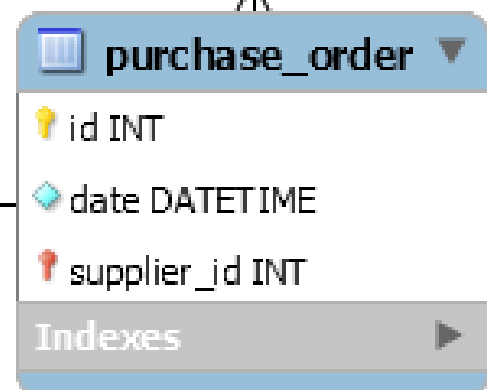 purchase_order
id INT
date DATETIME
supplier_id INT
Indexes